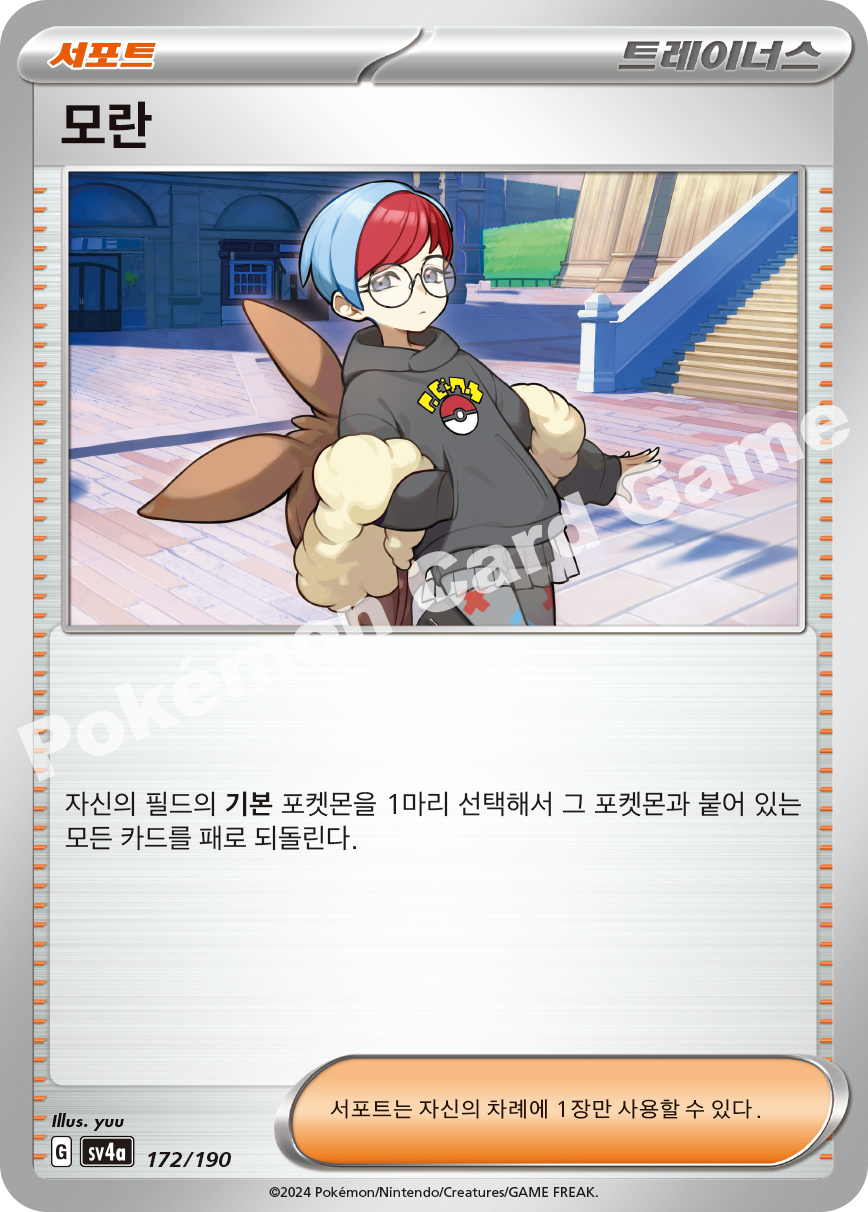 서포트
트레이너스
모란
Pokémon Card Game
자신의 필드의 기본 포켓몬을 1마리 선택해서 그 포켓몬과 붙어 있는
모든 카드를 패로 되돌린다.
서포트는 자신의 차례에 1장만 사용할 수 있다.
Illus. yuu
G sv4a 172/190
©2024 Pokémon/Nintendo/Creatures/GAME FREAK.